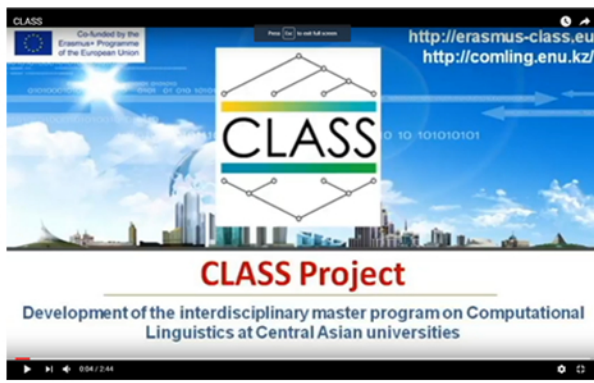 CLASS
Co-funded by the
Erasmus+ Programme
of the European Union
Press Esc to exit full screen
http://erasmus-class.eu
http://comling.enu.kz/
CLASS
10 10 101010101
CLASS Project
Development of the interdisciplinary master program on Computational
Linguistics at Central Asian universities
0:04 / 2:44